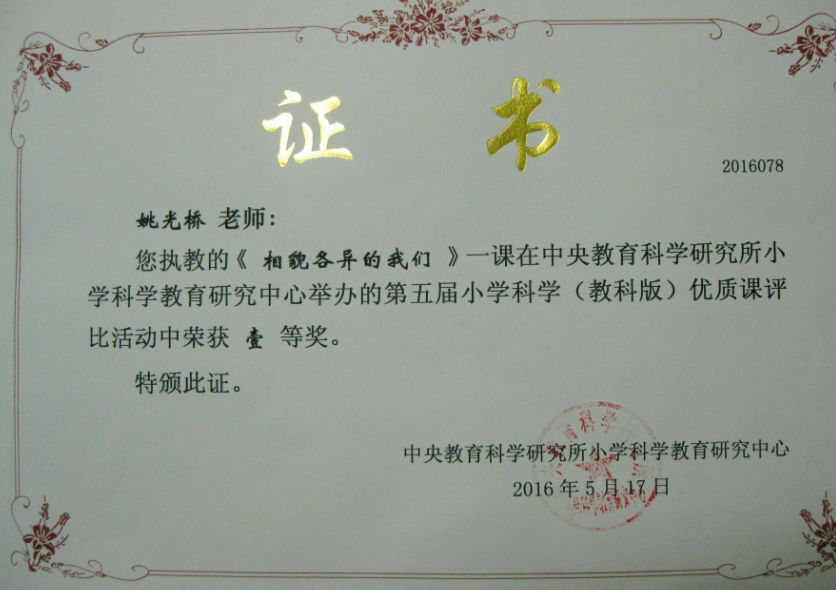 证 书
2016078
姚光桥 老师:
您执教的《 相貌各异的我们 》一课在中央教育科学研究所小
学科学教育研究中心举办的第五届小学科学（教科版）优质课评
比活动中荣获 壹 等奖。
特颁此证。
中央教育科学研究所小学科学教育研究中心
2016 年 5 月 17 日